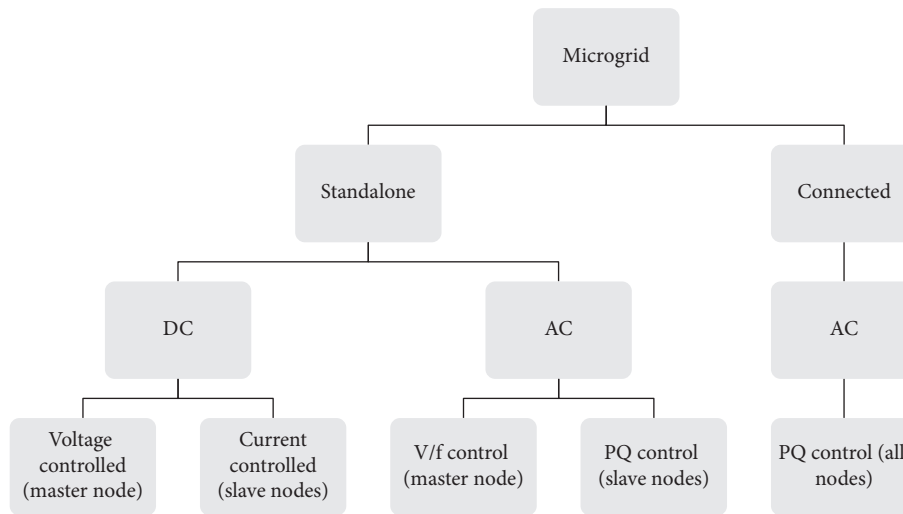 Microgrid
Standalone
Connected
DC
AC
AC
Voltage
controlled
(master node)
Current
controlled
(slave nodes)
V/f control
(master node)
PQ control
(slave nodes)
PQ control (all
nodes)